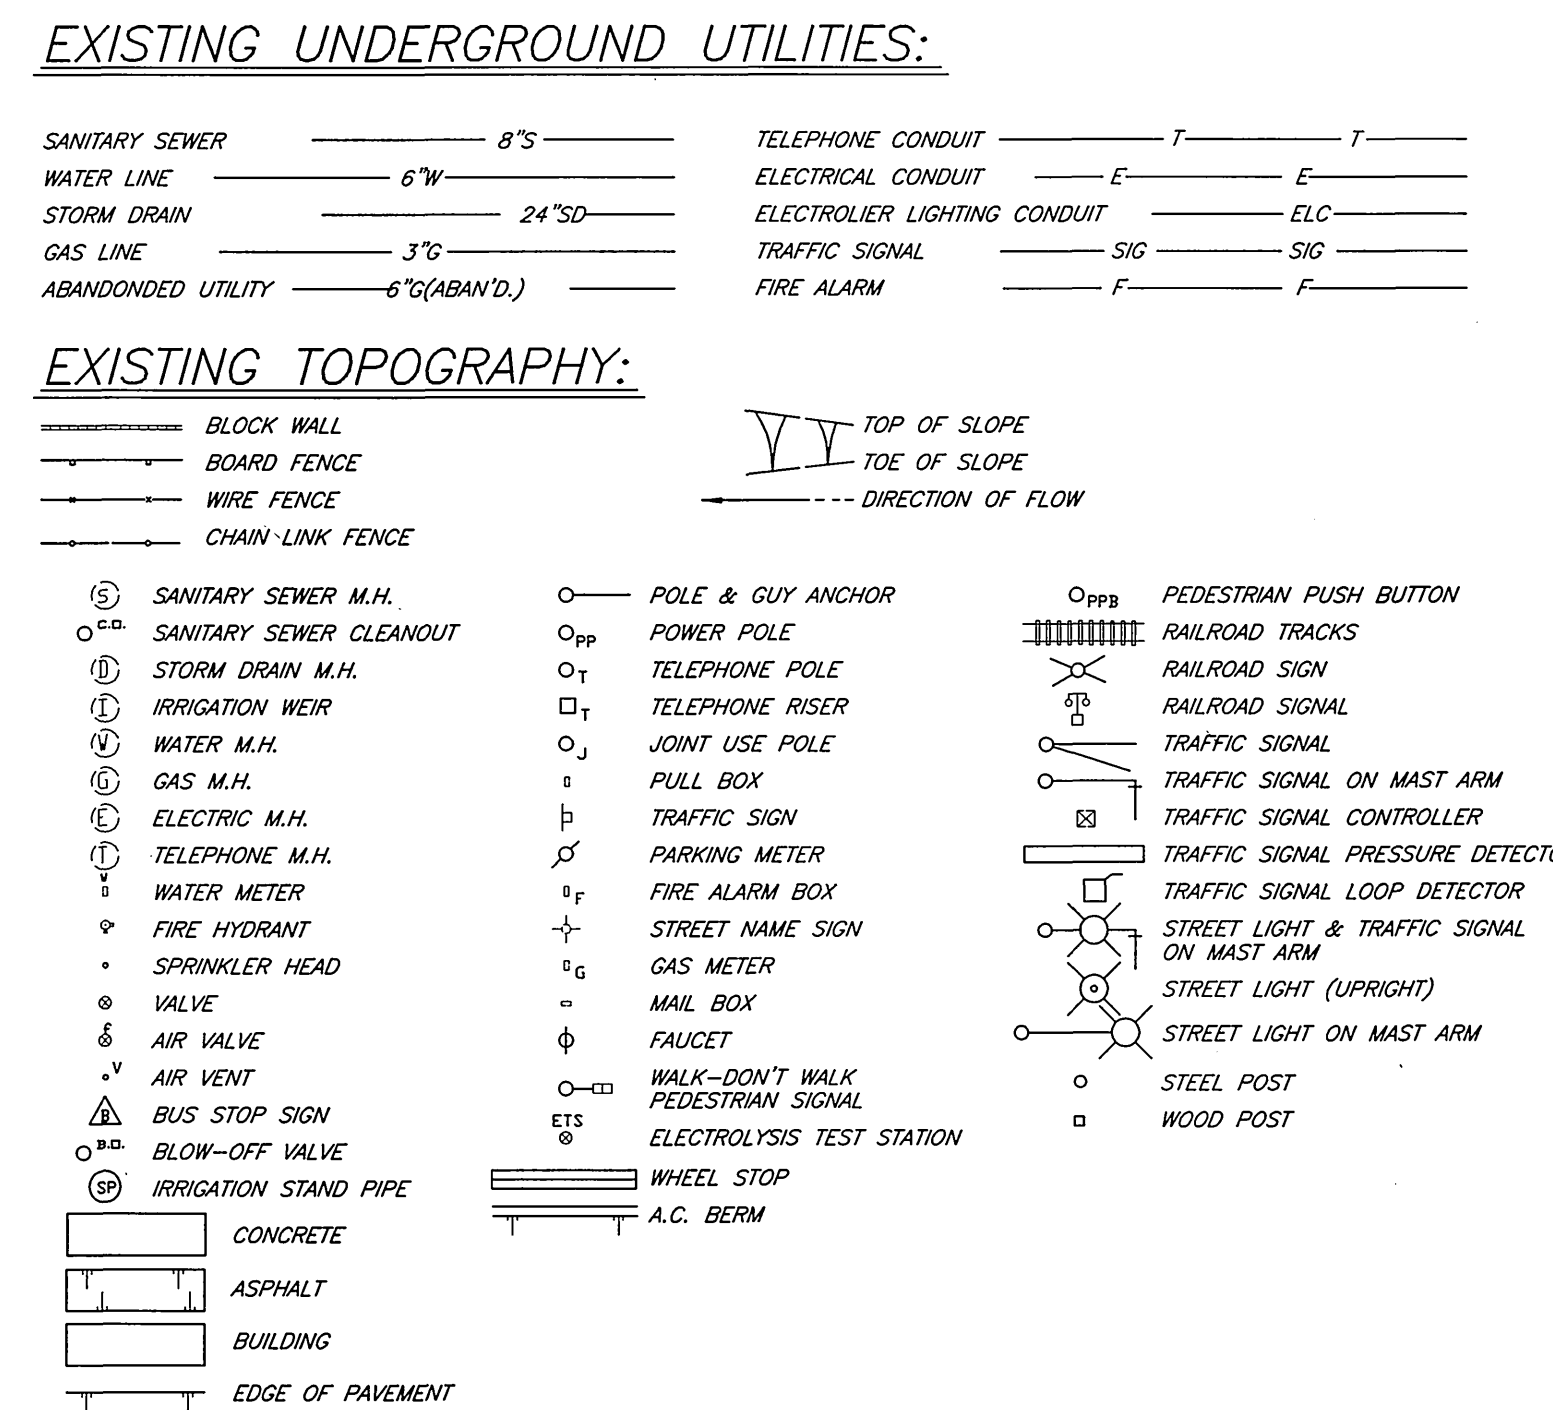 EXISTING UNDERGROUND UTILITIES:
SANITARY SEWER 8"S
WATER LINE 6"W
STORM DRAIN 24"SD
GAS LINE 3"G
ABANDONDED UTILITY 6"G(ABAN'D.)
TELEPHONE CONDUIT T T
ELECTRICAL CONDUIT E E
ELECTROLIER LIGHTING CONDUIT ELC
TRAFFIC SIGNAL SIG SIG
FIRE ALARM F F
EXISTING TOPOGRAPHY:
BLOCK WALL
BOARD FENCE
WIRE FENCE
CHAIN LINK FENCE
TOP OF SLOPE
TOE OF SLOPE
DIRECTION OF FLOW
S SANITARY SEWER M.H.
C.O. SANITARY SEWER CLEANOUT
D STORM DRAIN M.H.
I IRRIGATION WEIR
W WATER M.H.
G GAS M.H.
E ELECTRIC M.H.
T TELEPHONE M.H.
W WATER METER
FIRE HYDRANT
SPRINKLER HEAD
VALVE
AIR VALVE
V AIR VENT
B BUS STOP SIGN
B.O. BLOW-OFF VALVE
SP IRRIGATION STAND PIPE
CONCRETE
ASPHALT
BUILDING
EDGE OF PAVEMENT
POLE & GUY ANCHOR
PP POWER POLE
T TELEPHONE POLE
T TELEPHONE RISER
J JOINT USE POLE
PULL BOX
TRAFFIC SIGN
PARKING METER
F FIRE ALARM BOX
STREET NAME SIGN
G GAS METER
MAIL BOX
FAUCET
WALK-DON'T WALK
PEDESTRIAN SIGNAL
ETS ELECTROLYSIS TEST STATION
WHEEL STOP
A.C. BERM
PPB PEDESTRIAN PUSH BUTTON
RAILROAD TRACKS
RAILROAD SIGN
RAILROAD SIGNAL
TRAFFIC SIGNAL
TRAFFIC SIGNAL ON MAST ARM
TRAFFIC SIGNAL CONTROLLER
TRAFFIC SIGNAL PRESSURE DETECTO
TRAFFIC SIGNAL LOOP DETECTOR
STREET LIGHT & TRAFFIC SIGNAL
ON MAST ARM
STREET LIGHT (UPRIGHT)
STREET LIGHT ON MAST ARM
STEEL POST
WOOD POST